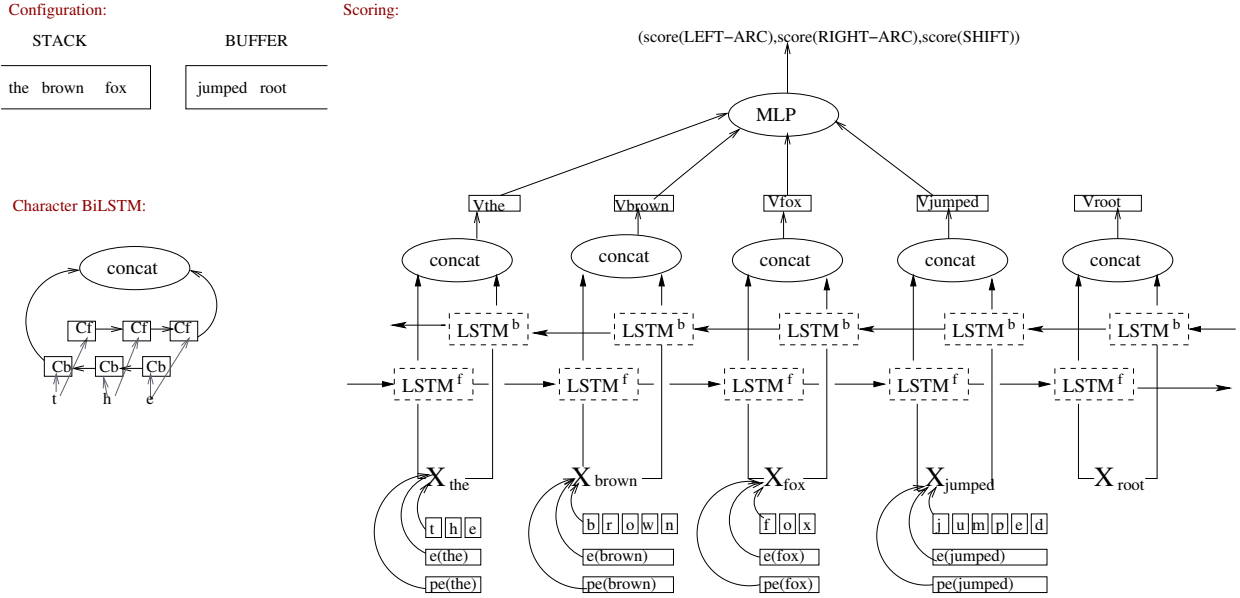 Configuration:
Scoring:
STACK
BUFFER
(score(LEFT−ARC),score(RIGHT−ARC),score(SHIFT))
the brown fox
jumped root
MLP
Character BiLSTM:
Vthe
Vbrown
Vfox
Vjumped
Vroot
concat
concat
concat
concat
concat
concat
Cf
Cf
Cf
LSTM b
LSTM b
LSTM b
LSTM b
LSTM b
Cb
Cb
Cb
LSTM f
LSTM f
LSTM f
LSTM f
LSTM f
t
h
e
X the
X brown
X fox
X jumped
X root
t h e
b r o w n
f o x
j u m p e d
e(the)
e(brown)
e(fox)
e(jumped)
pe(the)
pe(brown)
pe(fox)
pe(jumped)